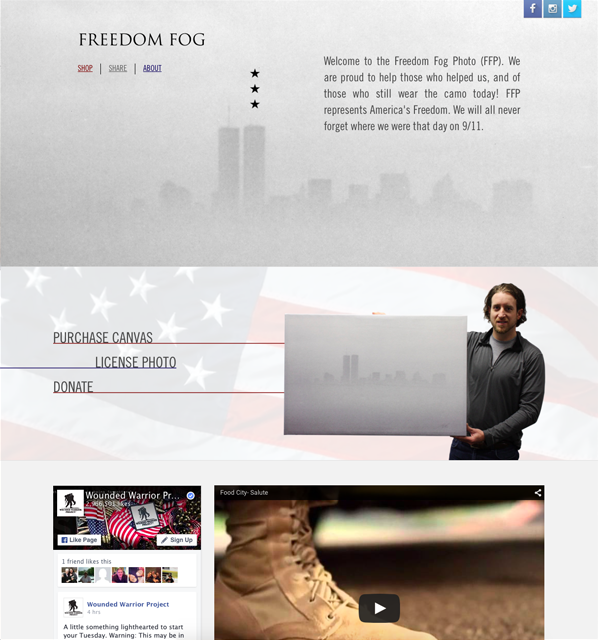 FREEDOM FOG
SHOP | SHARE | ABOUT
Welcome to the Freedom Fog Photo (FFP). We
are proud to help those who helped us, and of
those who still wear the camo today! FFP
represents America's Freedom. We will all never
forget where we were that day on 9/11.
PURCHASE CANVAS
LICENSE PHOTO
DONATE
Wounded Warrior Pr...
likes
Like Page
Sign Up
1 friend likes this
Wounded Warrior Project
4 hrs
A little something lighthearted to start
your Tuesday. Warning: This may be in
Food City- Salute